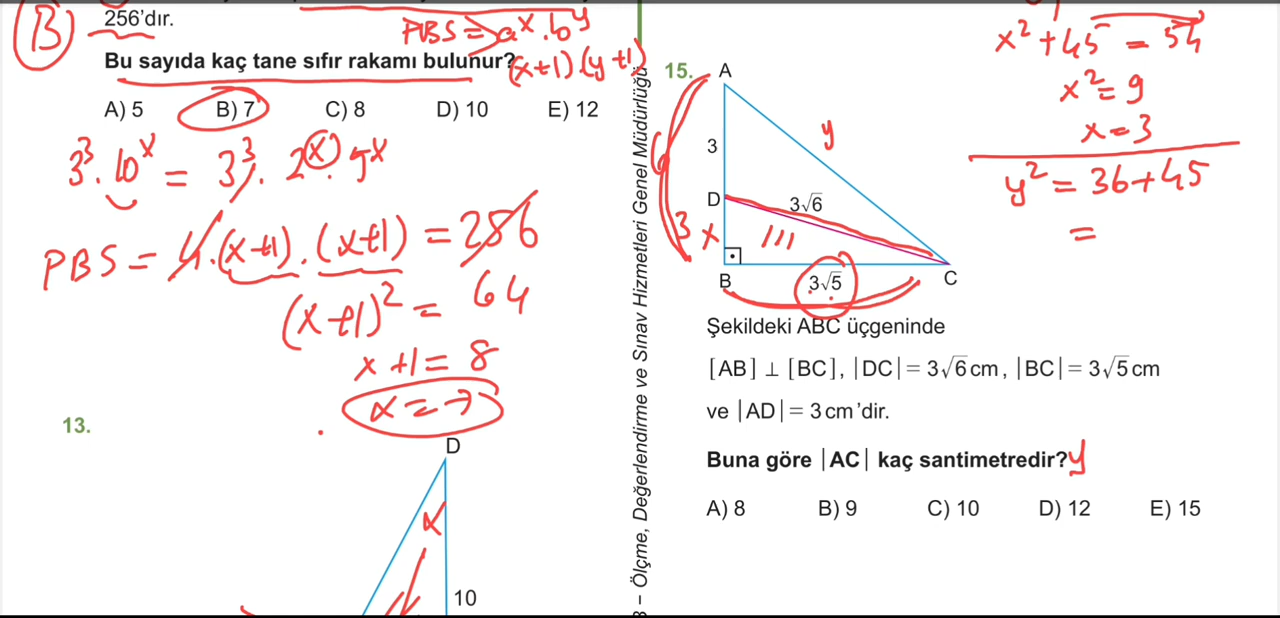 B
256'dır.
PBS => a^x . b^y
Bu sayıda kaç tane sıfır rakamı bulunur?
(x+1).(y+1)
A) 5 B) 7 C) 8 D) 10 E) 12
3^3 . 10^x = 3^3 . 2^x . 5^x
PBS = 4.(x+1).(x+1) = 256
(x+1)^2 = 64
x+1 = 8
x = 7
13.
D
α
10
8 – Ölçme, Değerlendirme ve Sınav Hizmetleri Genel Müdürlüğü
15.
A
6
3
y
D
3√6
3 x
B
3√5
C
Şekildeki ABC üçgeninde
[AB] ⊥ [BC], |DC| = 3√6 cm, |BC| = 3√5 cm
ve |AD| = 3 cm'dir.
Buna göre |AC| kaç santimetredir? y
A) 8 B) 9 C) 10 D) 12 E) 15
x² + 45 = 54
x² = 9
x = 3
y² = 36 + 45
=